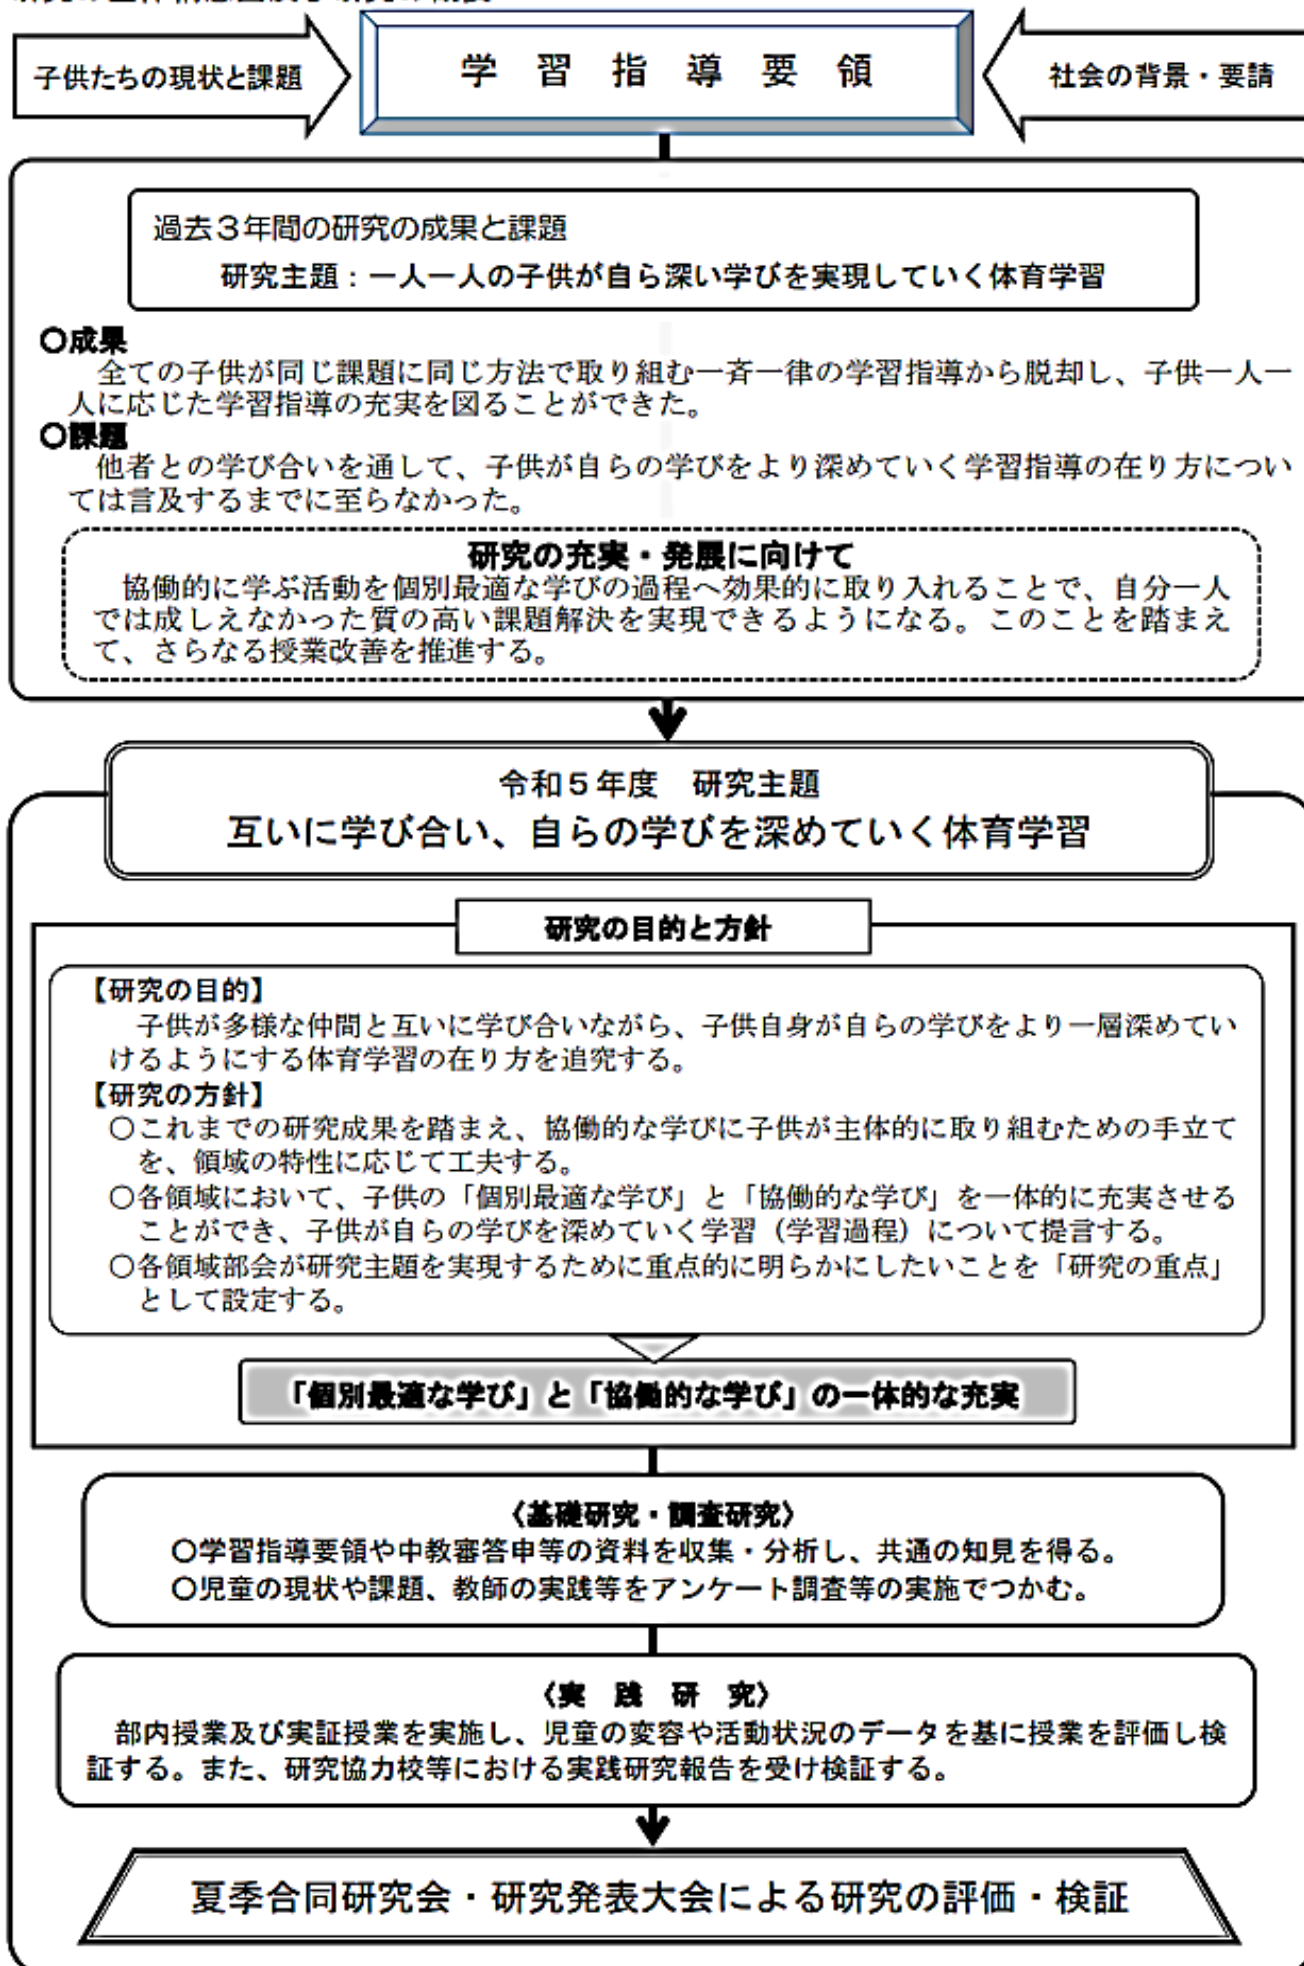 子供たちの現状と課題
学習指導要領
社会の背景・要請
過去３年間の研究の成果と課題
研究主題：一人一人の子供が自ら深い学びを実現していく体育学習
○成果
全ての子供が同じ課題に同じ方法で取り組む一斉一律の学習指導から脱却し、子供一人一
人に応じた学習指導の充実を図ることができた。
○課題
他者との学び合いを通して、子供が自らの学びをより深めていく学習指導の在り方につい
ては言及するまでに至らなかった。
研究の充実・発展に向けて
協働的に学ぶ活動を個別最適な学びの過程へ効果的に取り入れることで、自分一人
では成しえなかった質の高い課題解決を実現できるようになる。このことを踏まえ
て、さらなる授業改善を推進する。
令和５年度　研究主題
互いに学び合い、自らの学びを深めていく体育学習
研究の目的と方針
【研究の目的】
子供が多様な仲間と互いに学び合いながら、子供自身が自らの学びをより一層深めてい
けるようにする体育学習の在り方を追究する。
【研究の方針】
○これまでの研究成果を踏まえ、協働的な学びに子供が主体的に取り組むための手立て
を、領域の特性に応じて工夫する。
○各領域において、子供の「個別最適な学び」と「協働的な学び」を一体的に充実させる
ことができ、子供が自らの学びを深めていく学習（学習過程）について提言する。
○各領域部会が研究主題を実現するために重点的に明らかにしたいことを「研究の重点」
として設定する。
「個別最適な学び」と「協働的な学び」の一体的な充実
〈基礎研究・調査研究〉
○学習指導要領や中教審答申等の資料を収集・分析し、共通の知見を得る。
○児童の現状や課題、教師の実践等をアンケート調査等の実施でつかむ。
〈実　践　研　究〉
部内授業及び実証授業を実施し、児童の変容や活動状況のデータを基に授業を評価し検
証する。また、研究協力校等における実践研究報告を受け検証する。
夏季合同研究会・研究発表大会による研究の評価・検証